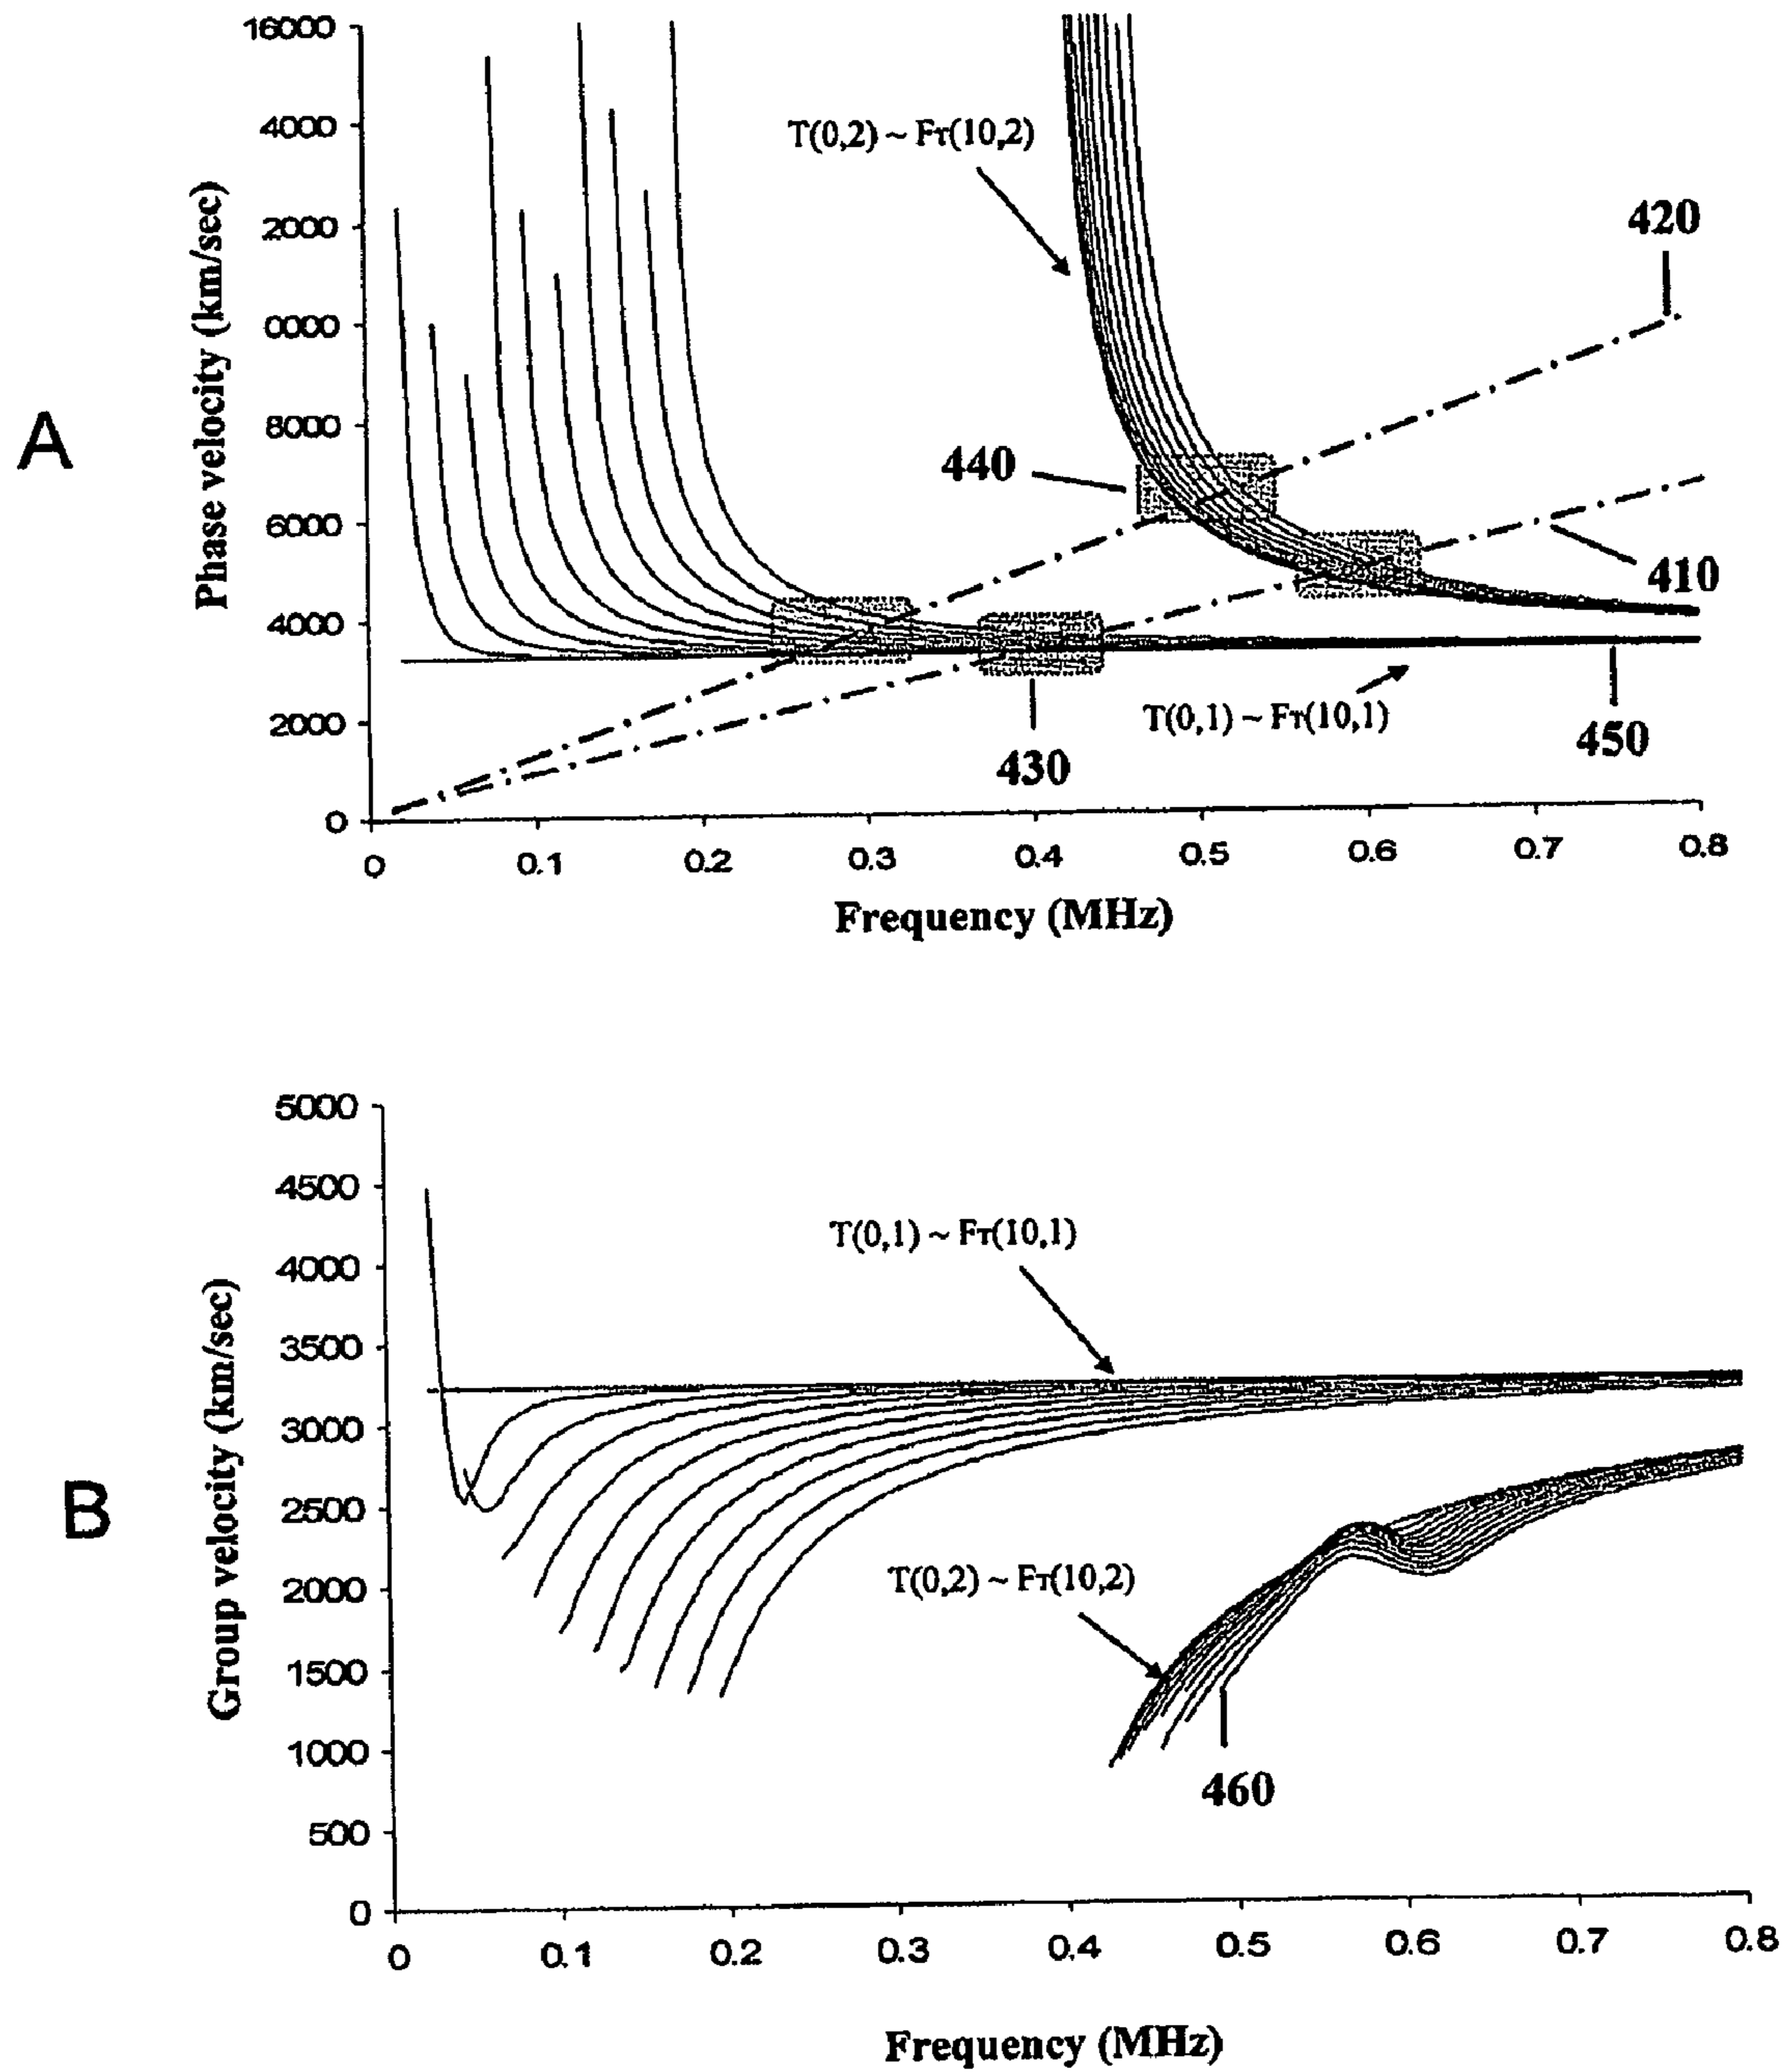 A
Phase velocity (km/sec)
16000
4000
2000
0000
8000
6000
4000
2000
0
T(0,2) ~ FT(10,2)
420
440
410
T(0,1) ~ FT(10,1)
450
430
0 0.1 0.2 0.3 0.4 0.5 0.6 0.7 0.8
Frequency (MHz)
B
Group velocity (km/sec)
5000
4500
4000
3500
3000
2500
2000
1500
1000
500
0
T(0,1) ~ FT(10,1)
T(0,2) ~ FT(10,2)
460
0 0.1 0.2 0.3 0.4 0.5 0.6 0.7 0.8
Frequency (MHz)